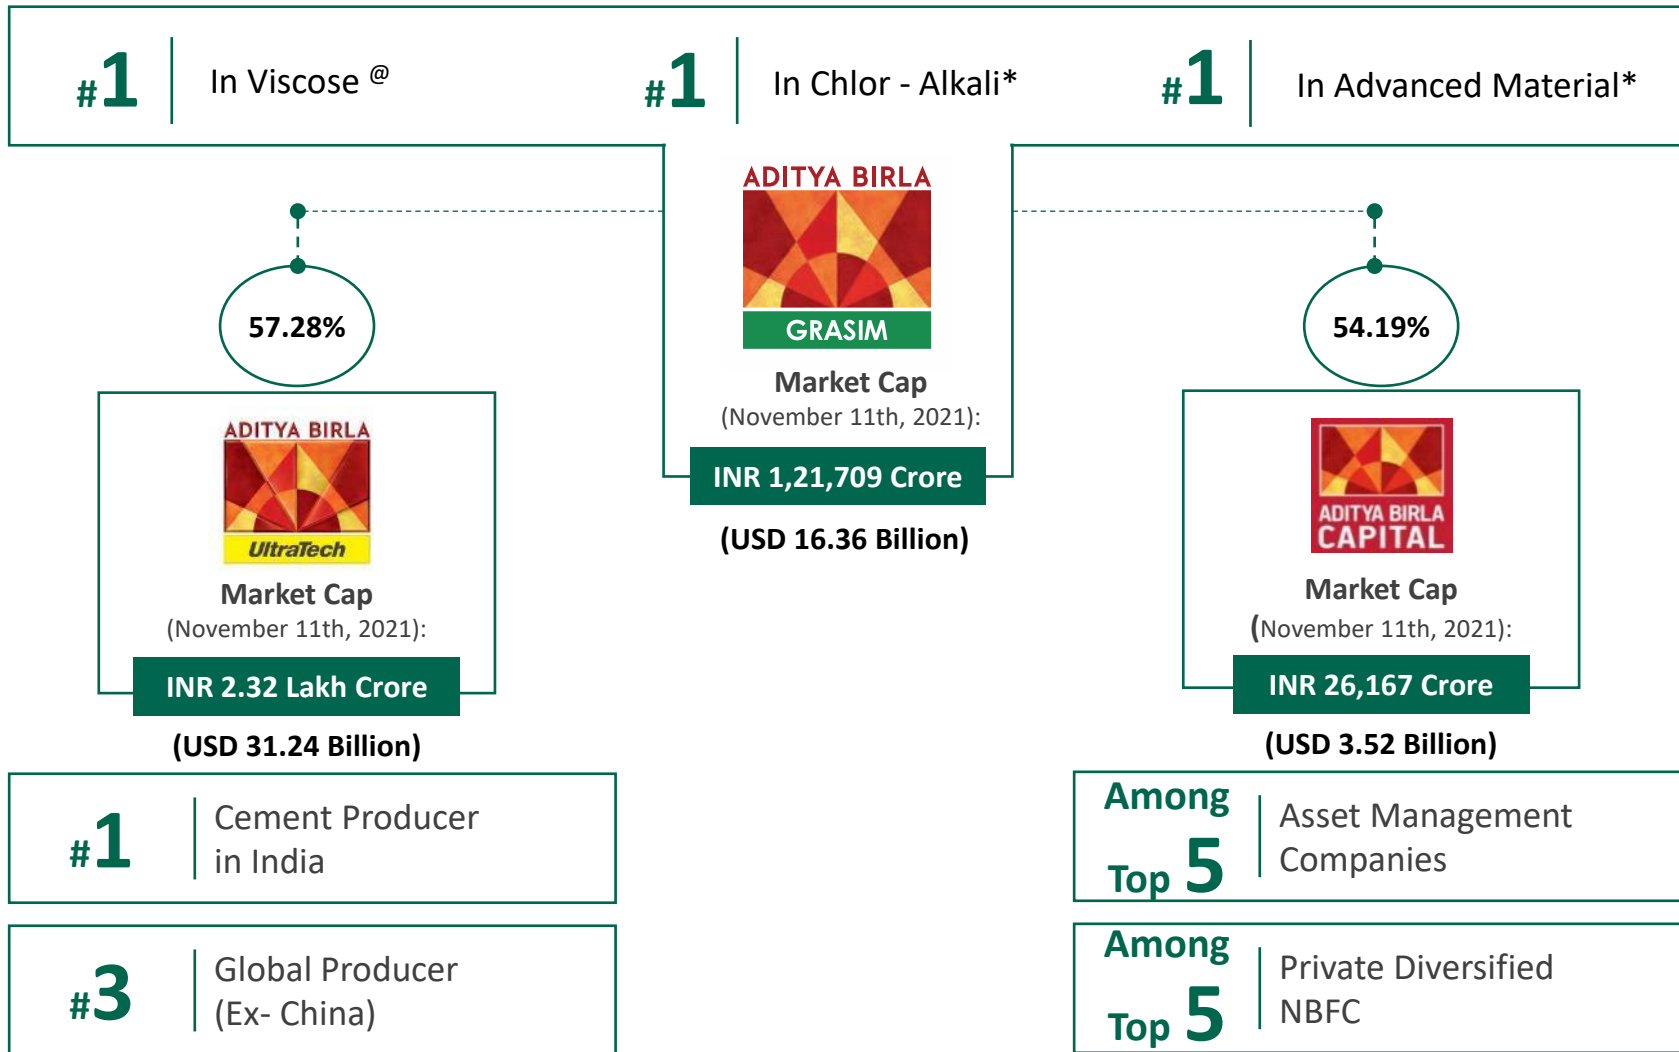 #1 In Viscose @
#1 In Chlor - Alkali*
#1 In Advanced Material*
ADITYA BIRLA
GRASIM
Market Cap
(November 11th, 2021):
INR 1,21,709 Crore
(USD 16.36 Billion)
57.28%
ADITYA BIRLA
UltraTech
Market Cap
(November 11th, 2021):
INR 2.32 Lakh Crore
(USD 31.24 Billion)
#1
Cement Producer
in India
#3
Global Producer
(Ex- China)
54.19%
ADITYA BIRLA
CAPITAL
Market Cap
(November 11th, 2021):
INR 26,167 Crore
(USD 3.52 Billion)
Among
Top 5
Asset Management
Companies
Among
Top 5
Private Diversified
NBFC